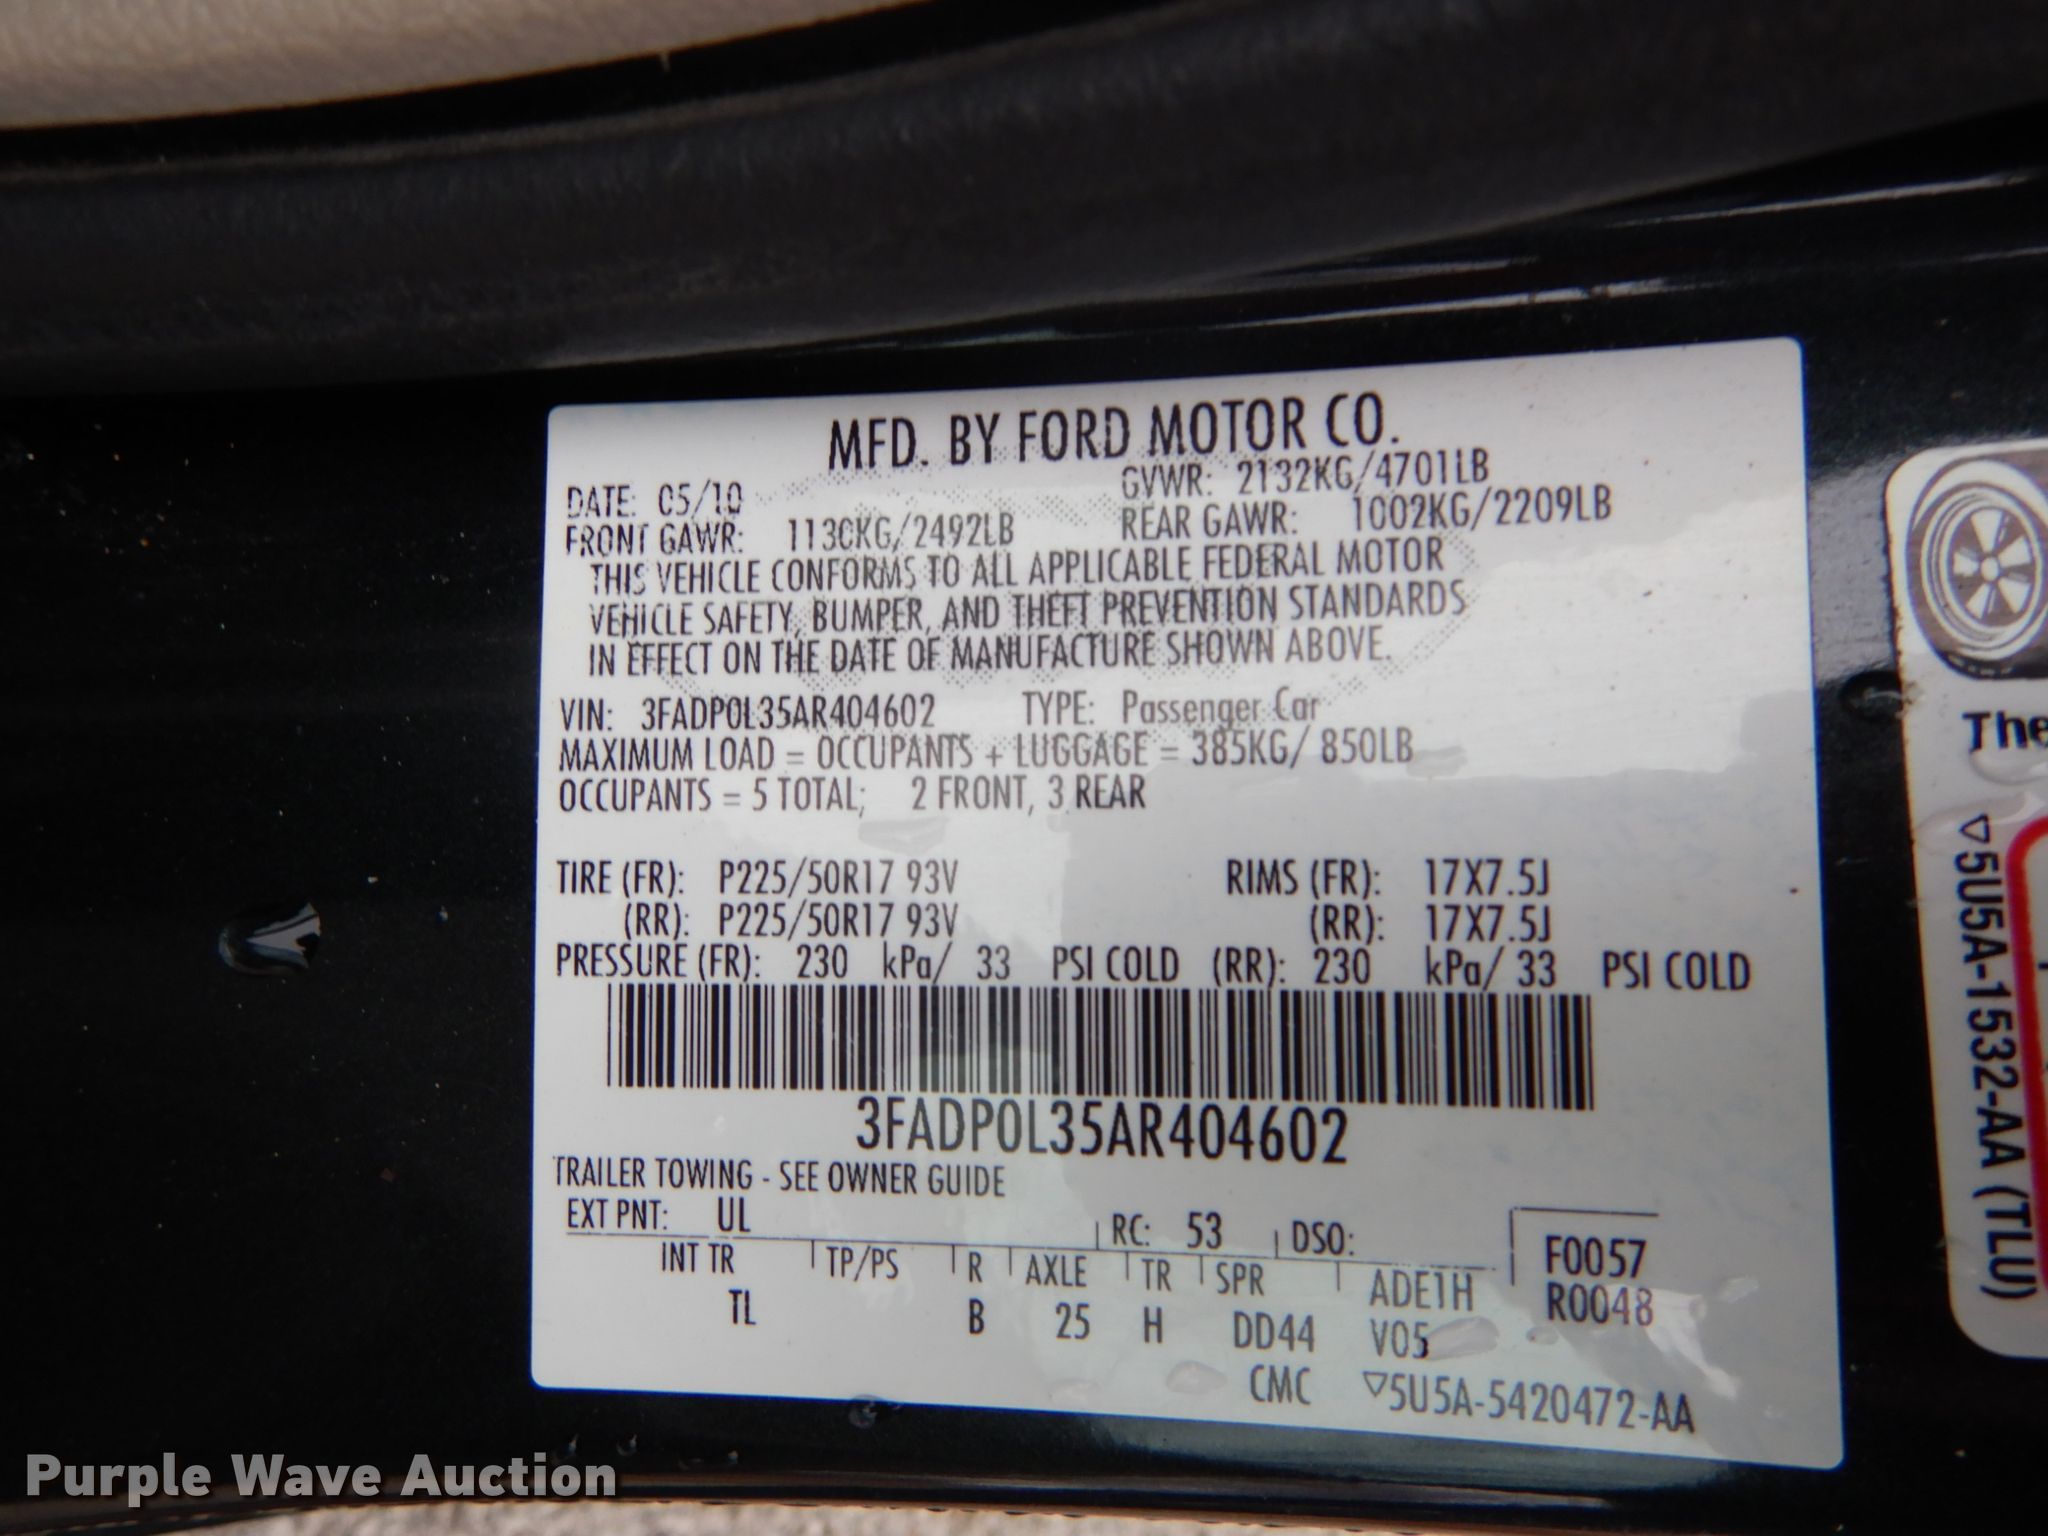 MFD. BY FORD MOTOR CO.
DATE: 05/10 GVWR: 2132KG/4701LB
FRONT GAWR: 1130KG/2492LB REAR GAWR: 1002KG/2209LB
THIS VEHICLE CONFORMS TO ALL APPLICABLE FEDERAL MOTOR
VEHICLE SAFETY, BUMPER, AND THEFT PREVENTION STANDARDS
IN EFFECT ON THE DATE OF MANUFACTURE SHOWN ABOVE.
VIN: 3FADP0L35AR404602 TYPE: Passenger Car
MAXIMUM LOAD = OCCUPANTS + LUGGAGE = 385KG/ 850LB
OCCUPANTS = 5 TOTAL; 2 FRONT, 3 REAR
TIRE (FR): P225/50R17 93V RIMS (FR): 17X7.5J
(RR): P225/50R17 93V (RR): 17X7.5J
PRESSURE (FR): 230 kPa/ 33 PSI COLD (RR): 230 kPa/ 33 PSI COLD
3FADP0L35AR404602
TRAILER TOWING - SEE OWNER GUIDE
EXT PNT: UL RC: 53 DSO: F0057
INT TR TP/PS R AXLE TR SPR ADE1H R0048
TL B 25 H DD44 V05
CMC ▽5U5A-5420472-AA
The
▽5U5A-1532-AA (TLU)
Purple Wave Auction